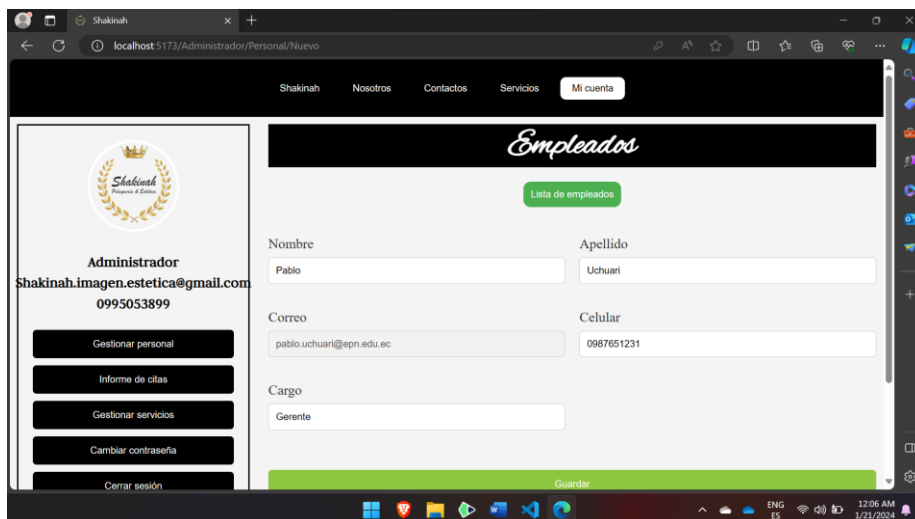 Shakinah
localhost:5173/Administrador/Personal/Nuevo
Shakinah Nosotros Contactos Servicios Mi cuenta
Shakinah
Peluquería & Estética
Administrador
Shakinah.imagen.estetica@gmail.com
0995053899
Gestionar personal
Informe de citas
Gestionar servicios
Cambiar contraseña
Cerrar sesión
Empleados
Lista de empleados
Nombre Apellido
Pablo Uchuari
Correo Celular
pablo.uchuari@epn.edu.ec 0987651231
Cargo
Gerente
Guardar
ENG 12:06 AM
ES 1/21/2024